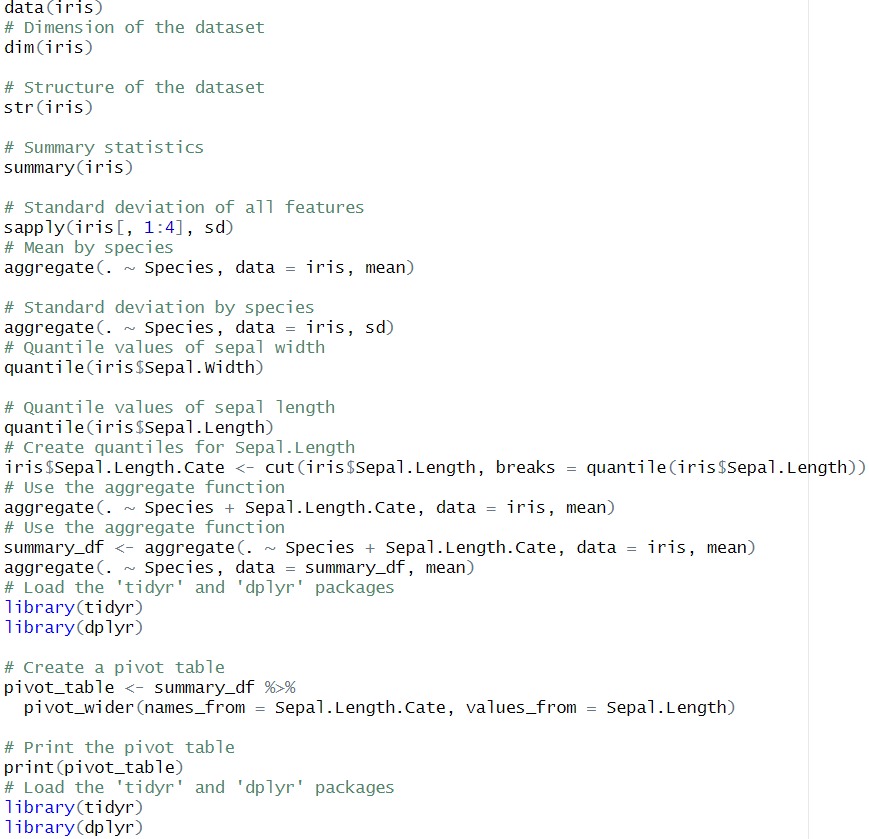 data(iris)
# Dimension of the dataset
dim(iris)
# Structure of the dataset
str(iris)
# Summary statistics
summary(iris)
# Standard deviation of all features
sapply(iris[, 1:4], sd)
# Mean by species
aggregate(. ~ Species, data = iris, mean)
# Standard deviation by species
aggregate(. ~ Species, data = iris, sd)
# Quantile values of sepal width
quantile(iris$Sepal.Width)
# Quantile values of sepal length
quantile(iris$Sepal.Length)
# Create quantiles for Sepal.Length
iris$Sepal.Length.Cate <- cut(iris$Sepal.Length, breaks = quantile(iris$Sepal.Length))
# Use the aggregate function
aggregate(. ~ Species + Sepal.Length.Cate, data = iris, mean)
# Use the aggregate function
summary_df <- aggregate(. ~ Species + Sepal.Length.Cate, data = iris, mean)
aggregate(. ~ Species, data = summary_df, mean)
# Load the 'tidyr' and 'dplyr' packages
library(tidyr)
library(dplyr)
# Create a pivot table
pivot_table <- summary_df %>%
  pivot_wider(names_from = Sepal.Length.Cate, values_from = Sepal.Length)
# Print the pivot table
print(pivot_table)
# Load the 'tidyr' and 'dplyr' packages
library(tidyr)
library(dplyr)